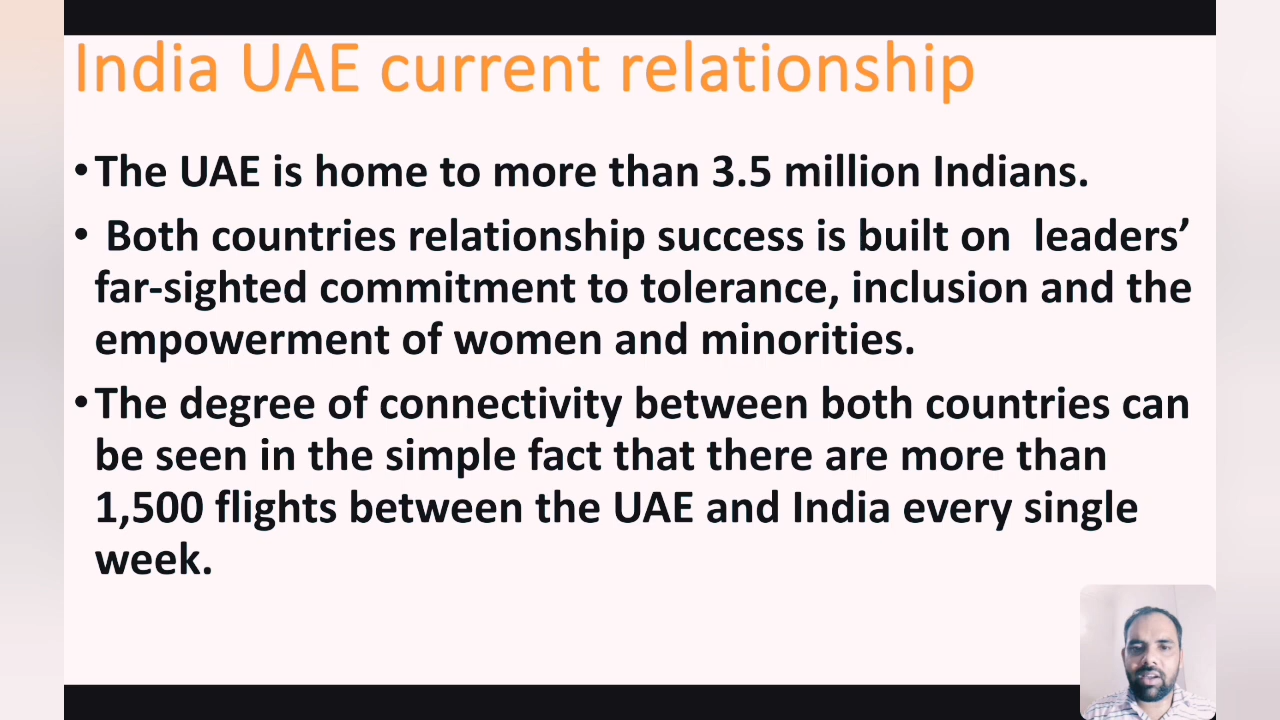 India UAE current relationship
•The UAE is home to more than 3.5 million Indians.
• Both countries relationship success is built on leaders’
far-sighted commitment to tolerance, inclusion and the
empowerment of women and minorities.
•The degree of connectivity between both countries can
be seen in the simple fact that there are more than
1,500 flights between the UAE and India every single
week.